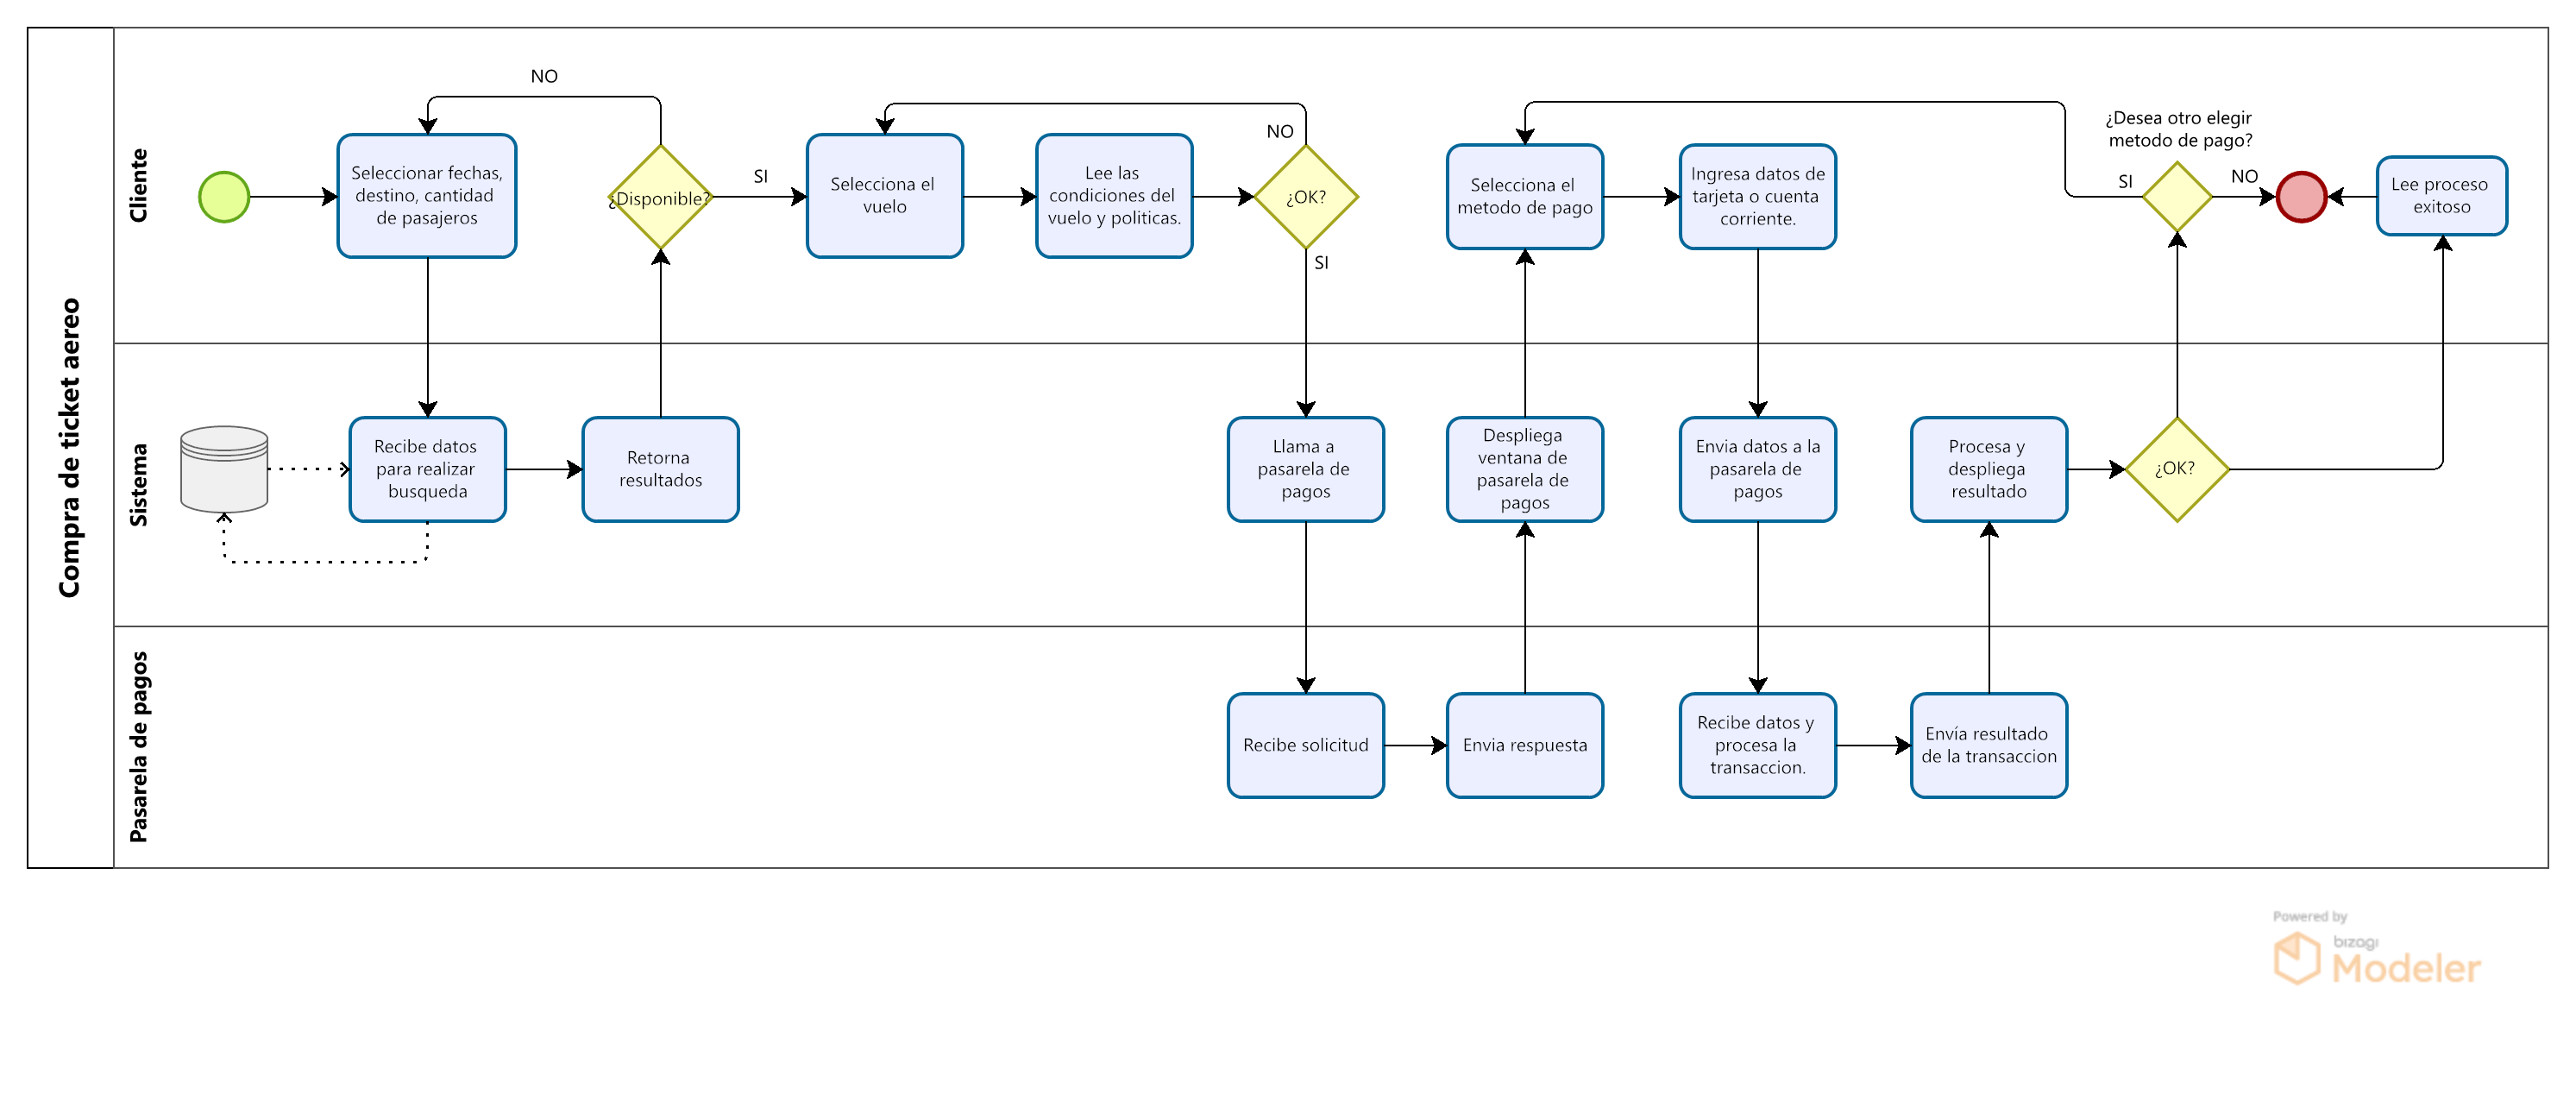 Compra de ticket aereo
Cliente
NO
Seleccionar fechas,
destino, cantidad
de pasajeros
¿Disponible?
SI
Selecciona el
vuelo
Lee las
condiciones del
vuelo y politicas.
NO
¿OK?
SI
Selecciona el
metodo de pago
Ingresa datos de
tarjeta o cuenta
corriente.
¿Desea otro elegir
metodo de pago?
SI
NO
Lee proceso
exitoso
Sistema
Recibe datos
para realizar
busqueda
Retorna
resultados
Llama a
pasarela de
pagos
Despliega
ventana de
pasarela de
pagos
Envia datos a la
pasarela de
pagos
Procesa y
despliega
resultado
¿OK?
Pasarela de pagos
Recibe solicitud
Envia respuesta
Recibe datos y
procesa la
transaccion.
Envía resultado
de la transaccion
Powered by
bizagi
Modeler